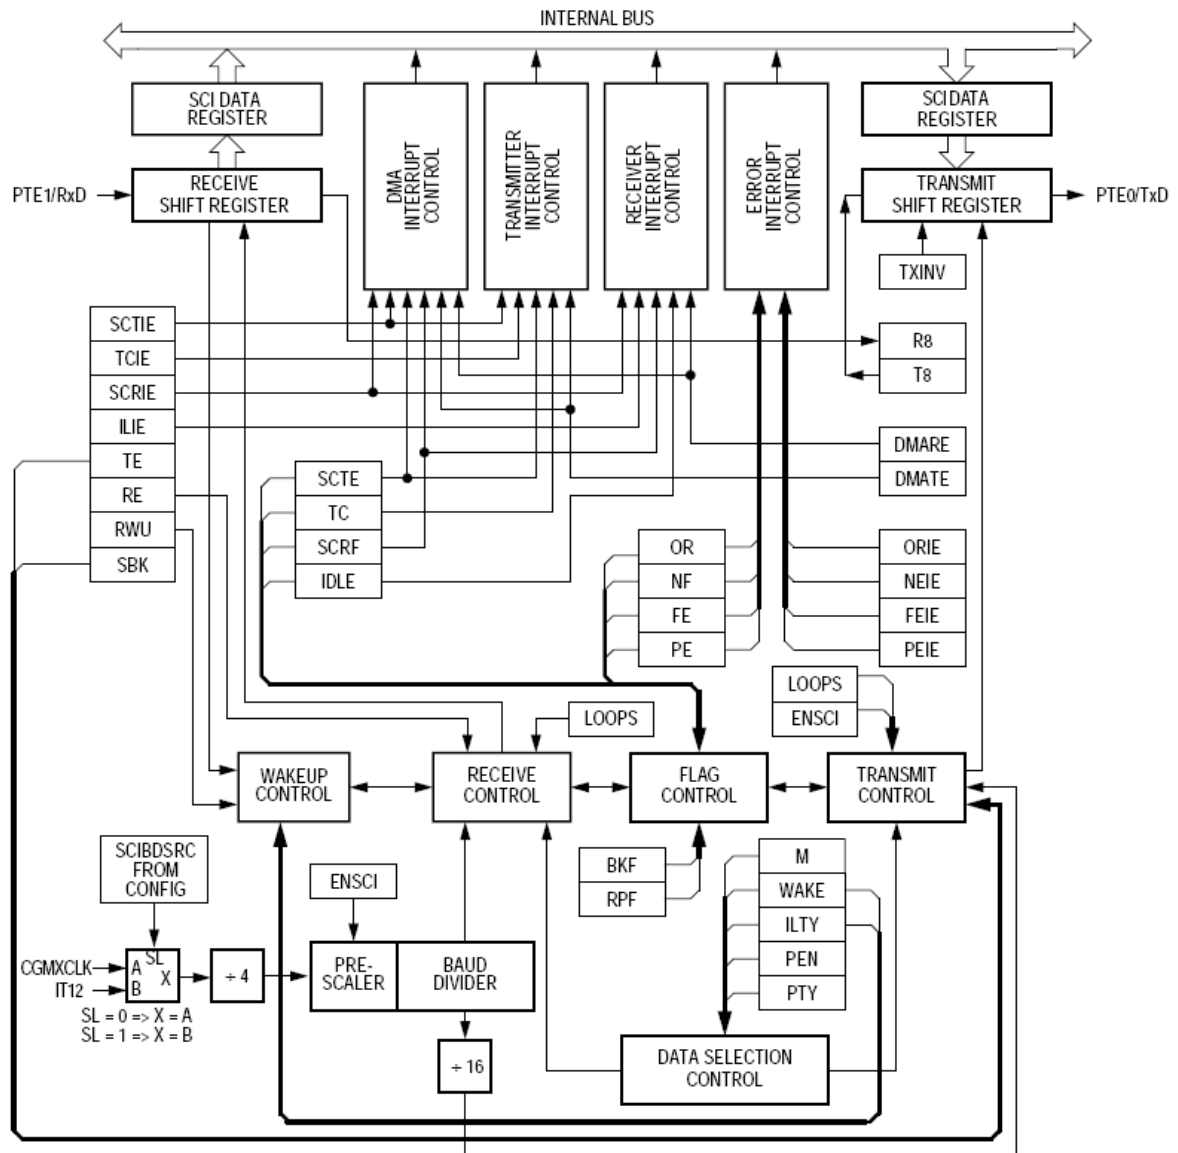 INTERNAL BUS
SCI DATA
REGISTER
SCI DATA
REGISTER
DMA
INTERRUPT
CONTROL
TRANSMITTER
INTERRUPT
CONTROL
RECEIVER
INTERRUPT
CONTROL
ERROR
INTERRUPT
CONTROL
PTE1/RxD
RECEIVE
SHIFT REGISTER
TRANSMIT
SHIFT REGISTER
PTE0/TxD
TXINV
SCTIE
TCIE
SCRIE
ILIE
TE
RE
RWU
SBK
R8
T8
DMARE
DMATE
SCTE
TC
SCRF
IDLE
OR
NF
FE
PE
ORIE
NEIE
FEIE
PEIE
LOOPS
ENSCI
LOOPS
WAKEUP
CONTROL
RECEIVE
CONTROL
FLAG
CONTROL
TRANSMIT
CONTROL
SCIBDSRC
FROM
CONFIG
ENSCI
BKF
RPF
M
WAKE
ILTY
PEN
PTY
CGMXCLK
IT12
SL
A
X
B
÷ 4
PRE-
SCALER
BAUD
DIVIDER
SL = 0 => X = A
SL = 1 => X = B
÷ 16
DATA SELECTION
CONTROL